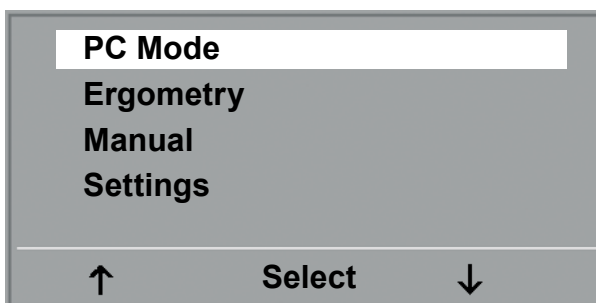 PC Mode
Ergometry
Manual
Settings
↑ Select ↓